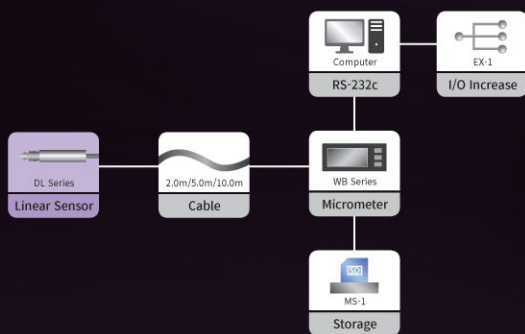 Computer
RS-232c
EX-1
I/O Increase
DL Series
Linear Sensor
2.0m/5.0m/10.0m
Cable
WB Series
Micrometer
SD
MS-1
Storage